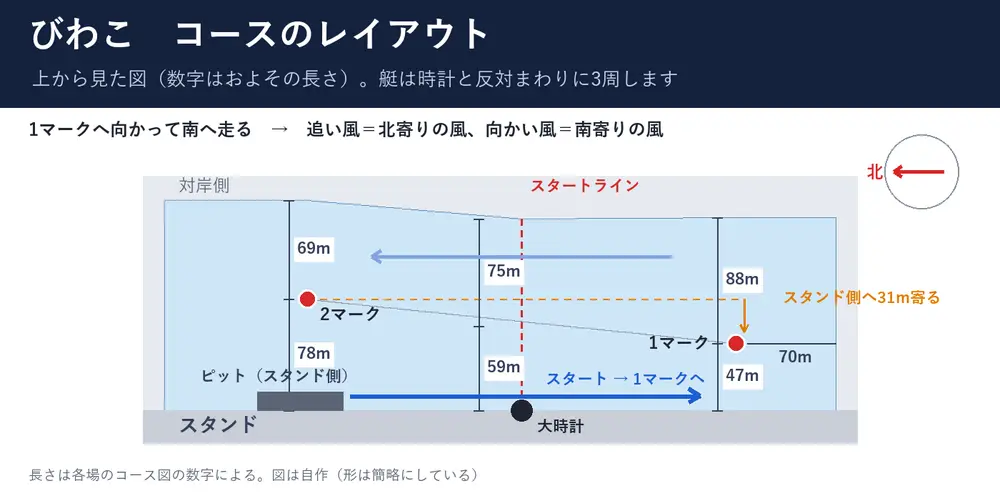 びわこ　コースのレイアウト
上から見た図（数字はおよその長さ）。艇は時計と反対まわりに3周します
1マークへ向かって南へ走る　→　追い風＝北寄りの風、向かい風＝南寄りの風
北
対岸側
スタートライン
69m
75m
88m
スタンド側へ31m寄る
2マーク
1マーク
78m
59m
47m
70m
ピット（スタンド側）
スタート → 1マークへ
スタンド
大時計
長さは各場のコース図の数字による。図は自作（形は簡略にしている）